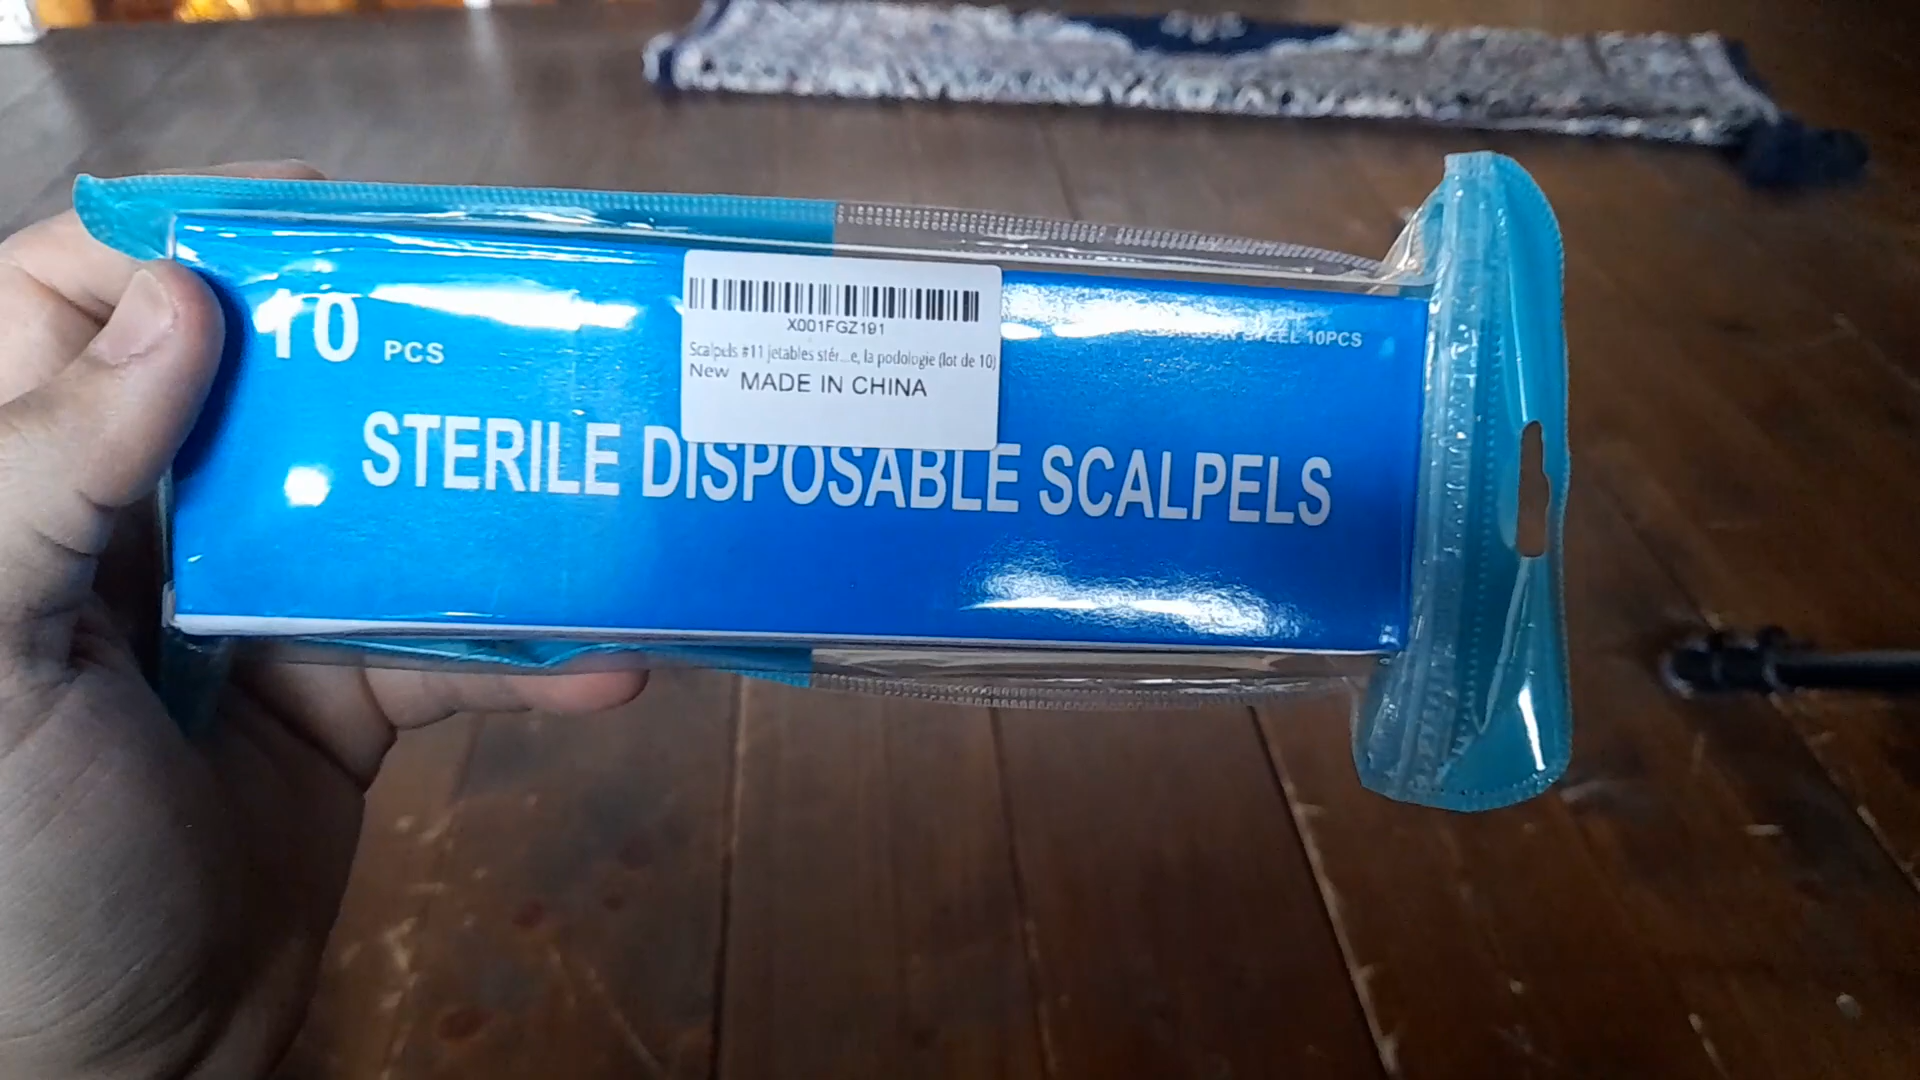 10 PCS
X001FGZ191
Scalpels #11 jetables stér...e, la podologie (lot de 10)
New
MADE IN CHINA
STEEL 10PCS
STERILE DISPOSABLE SCALPELS